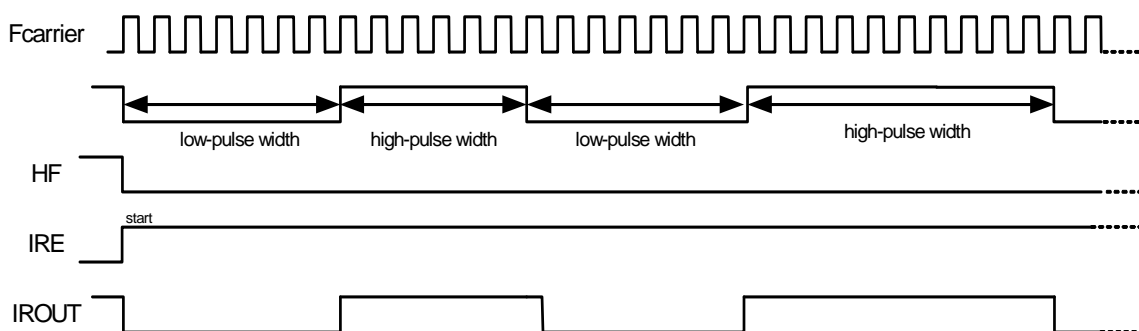 Fcarrier
low-pulse width high-pulse width low-pulse width high-pulse width
HF
start
IRE
IROUT